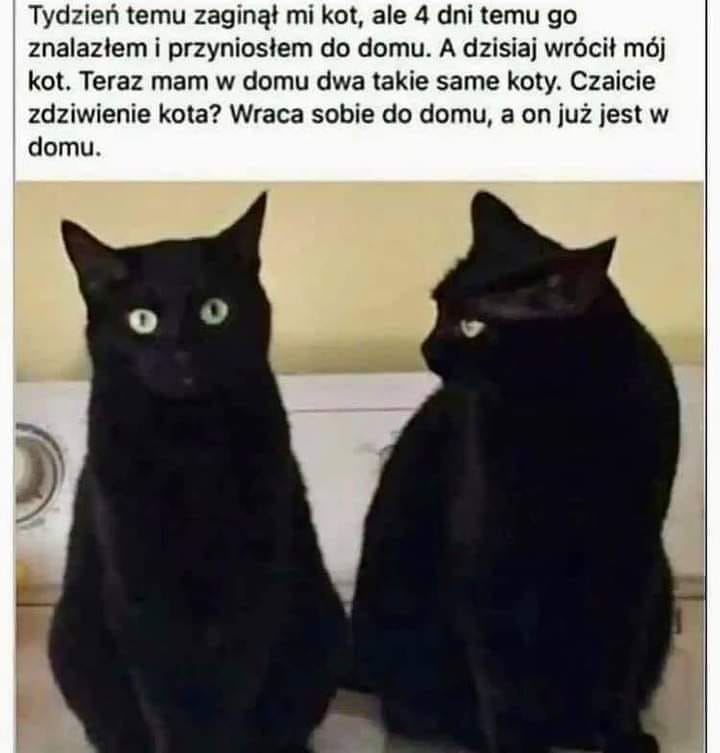 Tydzień temu zaginął mi kot, ale 4 dni temu go
znalazłem i przyniosłem do domu. A dzisiaj wrócił mój
kot. Teraz mam w domu dwa takie same koty. Czaicie
zdziwienie kota? Wraca sobie do domu, a on już jest w
domu.